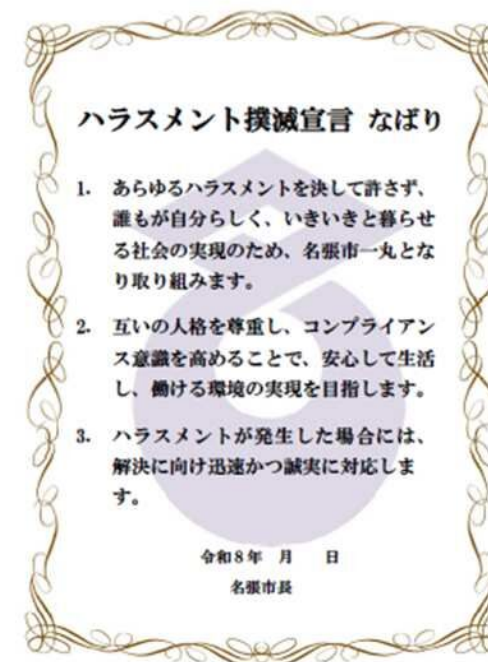 ハラスメント撲滅宣言 なばり
1. あらゆるハラスメントを決して許さず、
誰もが自分らしく、いきいきと暮らせ
る社会の実現のため、名張市一丸とな
り取り組みます。
2. 互いの人格を尊重し、コンプライアン
ス意識を高めることで、安心して生活
し、働ける環境の実現を目指します。
3. ハラスメントが発生した場合には、
解決に向け迅速かつ誠実に対応しま
す。
令和8年 月 日
名張市長